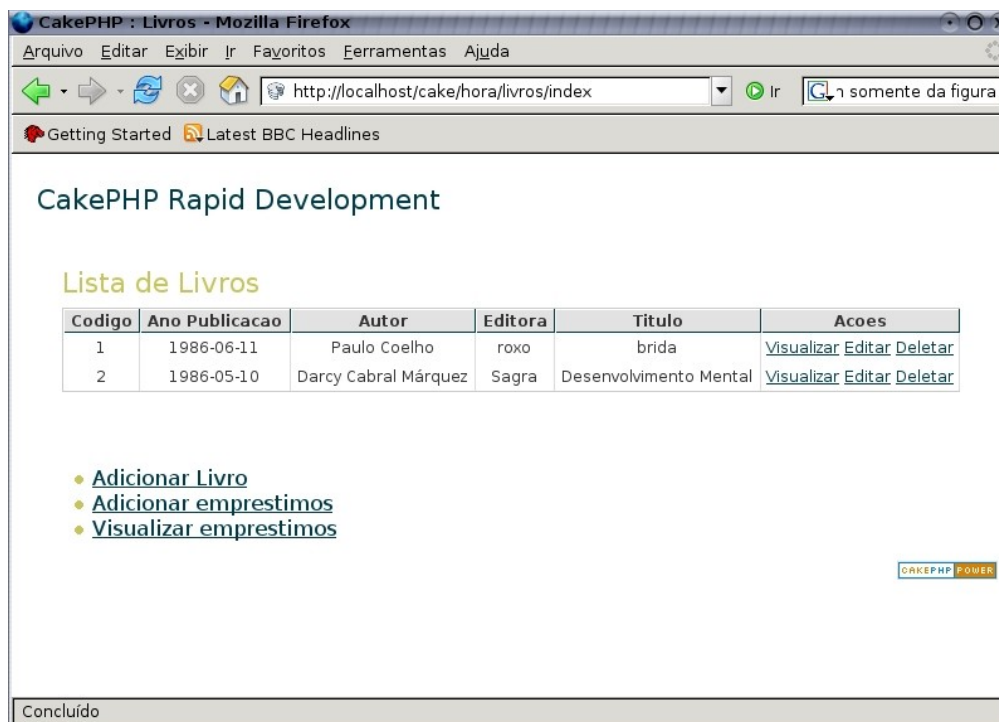 CakePHP : Livros - Mozilla Firefox
Arquivo Editar Exibir Ir Favoritos Ferramentas Ajuda
http://localhost/cake/hora/livros/index Ir somente da figura
Getting Started Latest BBC Headlines
CakePHP Rapid Development
Lista de Livros
Codigo Ano Publicacao Autor Editora Titulo Acoes
1 1986-06-11 Paulo Coelho roxo brida Visualizar Editar Deletar
2 1986-05-10 Darcy Cabral Márquez Sagra Desenvolvimento Mental Visualizar Editar Deletar
Adicionar Livro
Adicionar emprestimos
Visualizar emprestimos
CAKEPHP POWER
Concluído